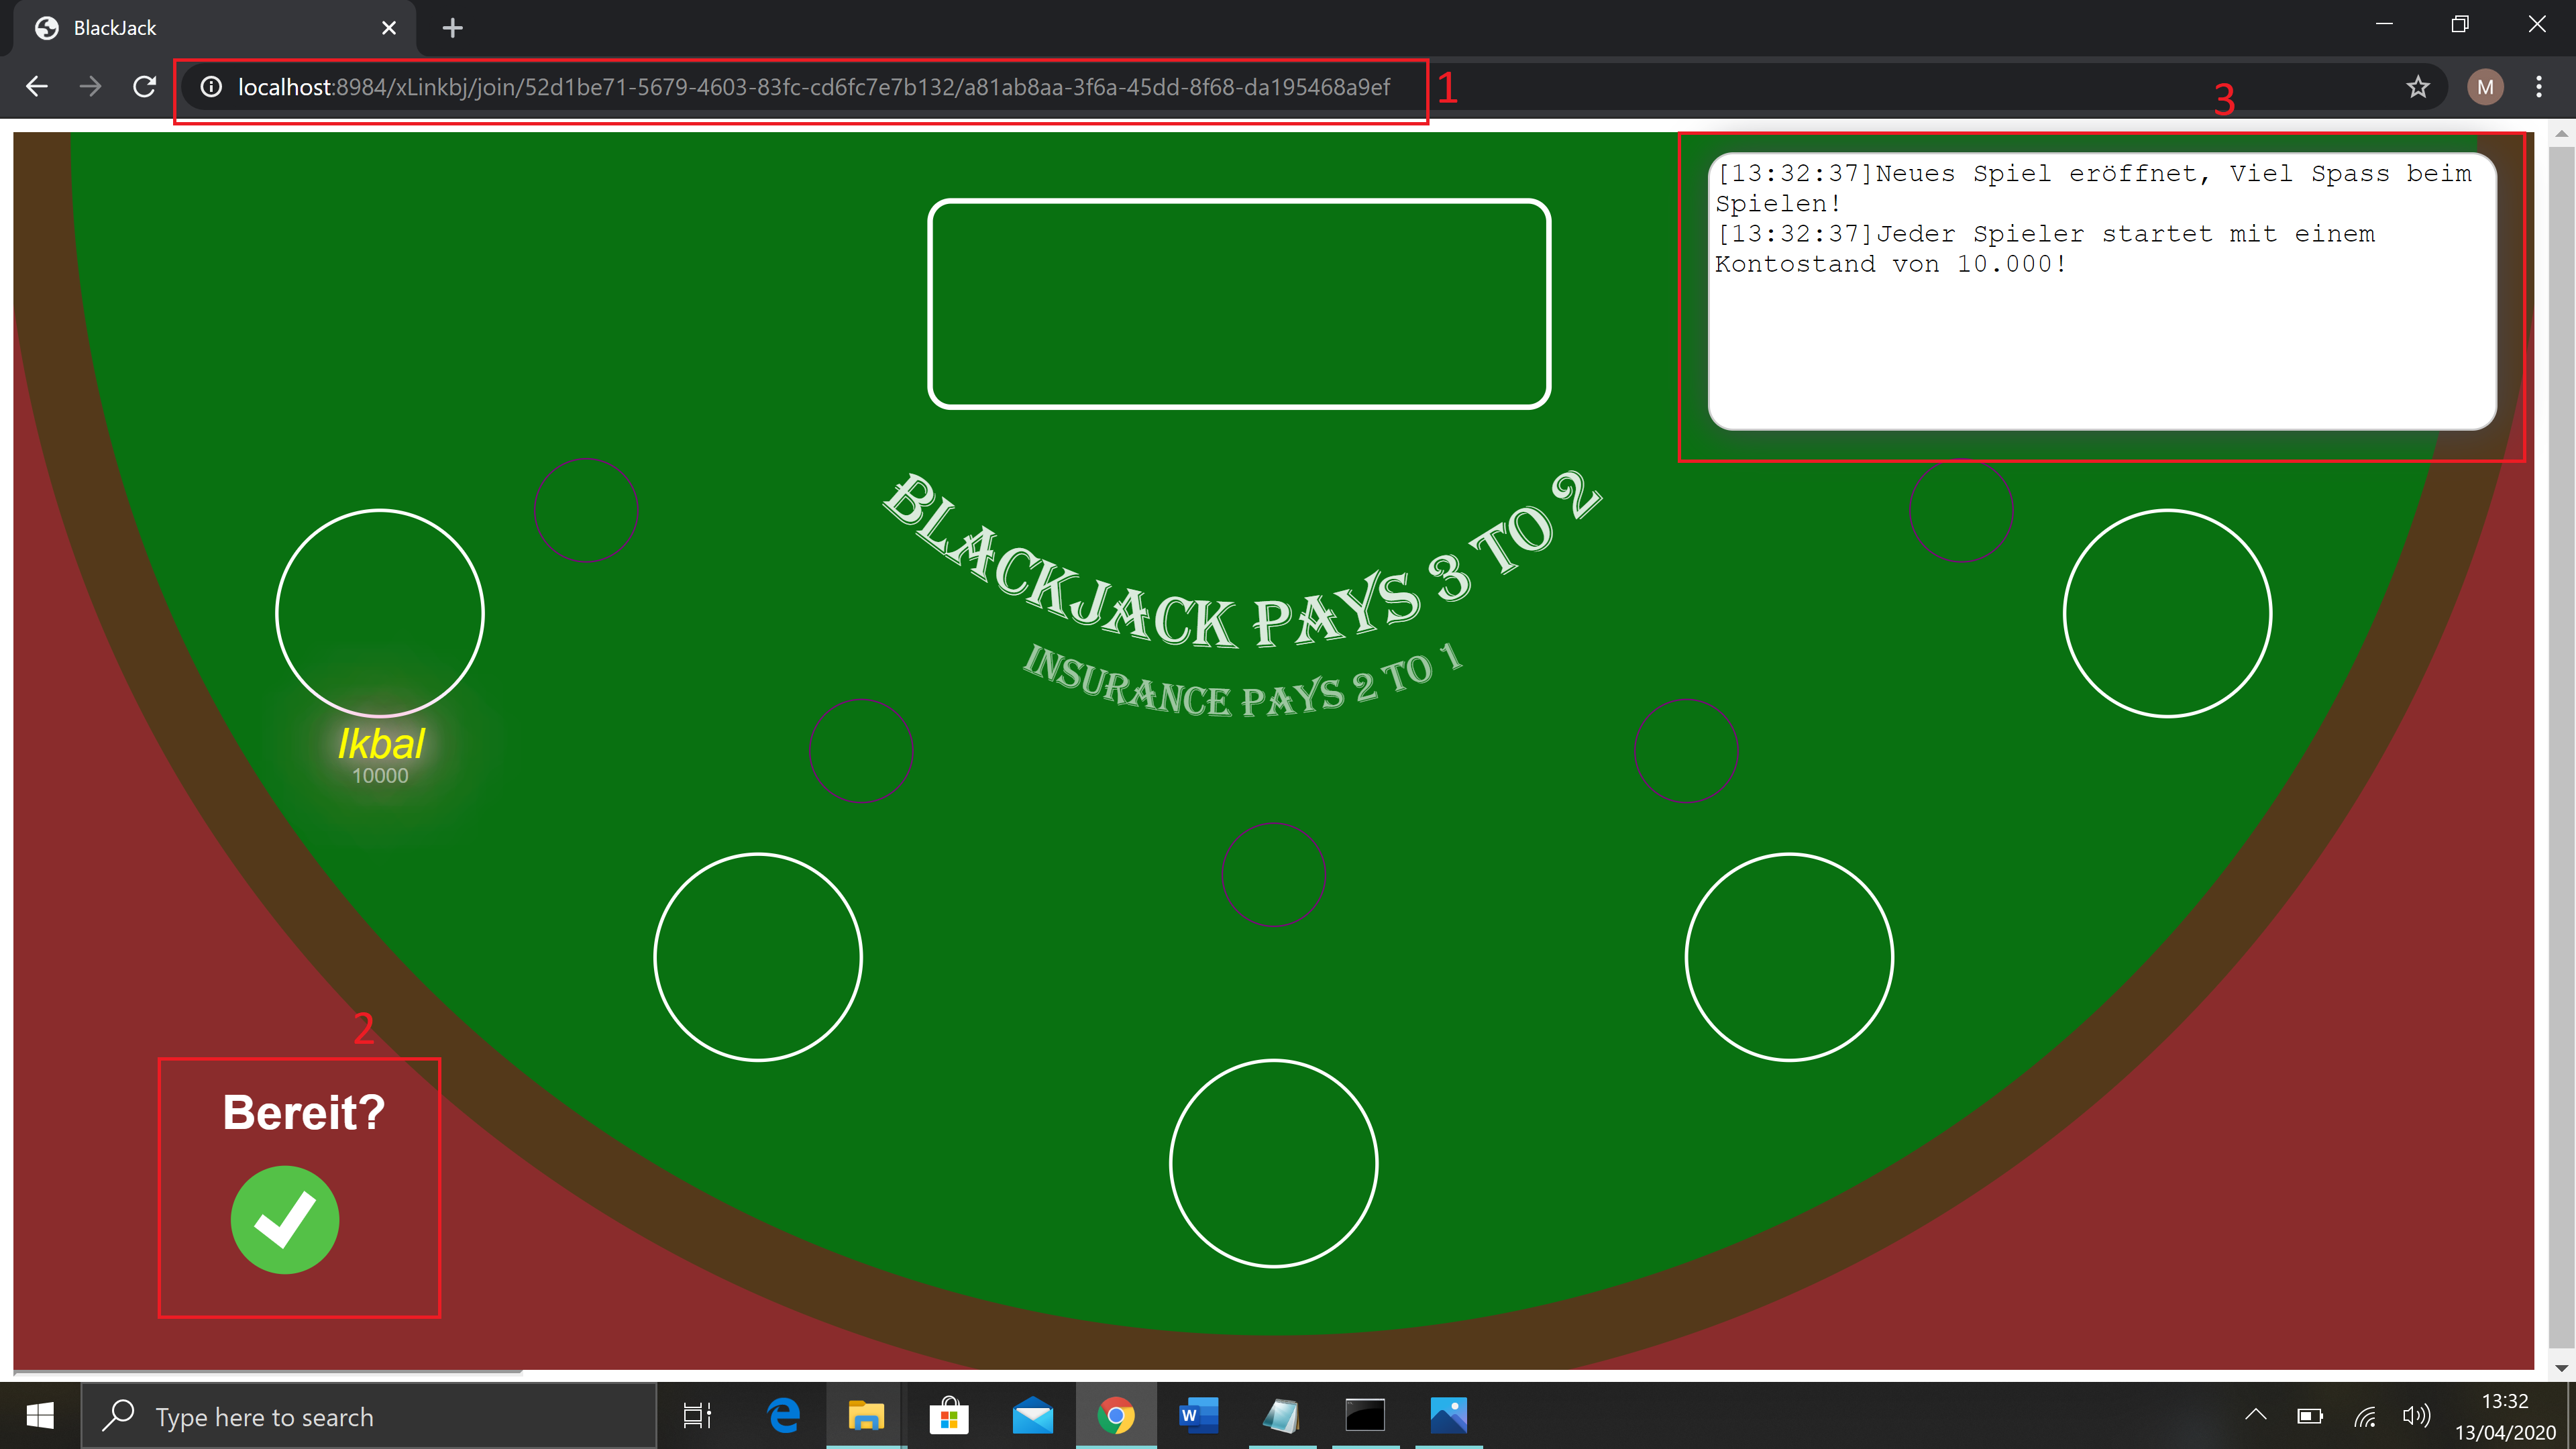 BlackJack
localhost:8984/xLinkbj/join/52d1be71-5679-4603-83fc-cd6fc7e7b132/a81ab8aa-3f6a-45dd-8f68-da195468a9ef
1
3
M
[13:32:37]Neues Spiel eröffnet, Viel Spass beim
Spielen!
[13:32:37]Jeder Spieler startet mit einem
Kontostand von 10.000!
BLACKJACK PAYS 3 TO 2
INSURANCE PAYS 2 TO 1
Ikbal
10000
2
Bereit?
Type here to search
W
13:32
13/04/2020